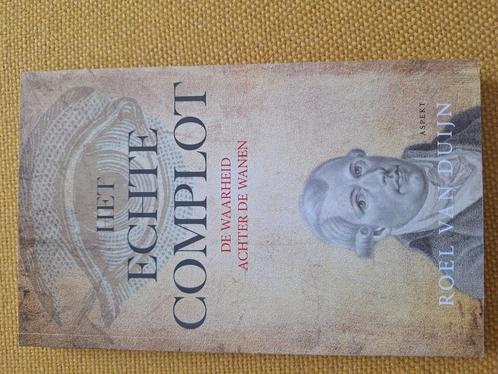 HET
ECHTE
COMPLOT
DE WAARHEID
ACHTER DE WANEN
ASPEKT
ROEL VAN DUIJN